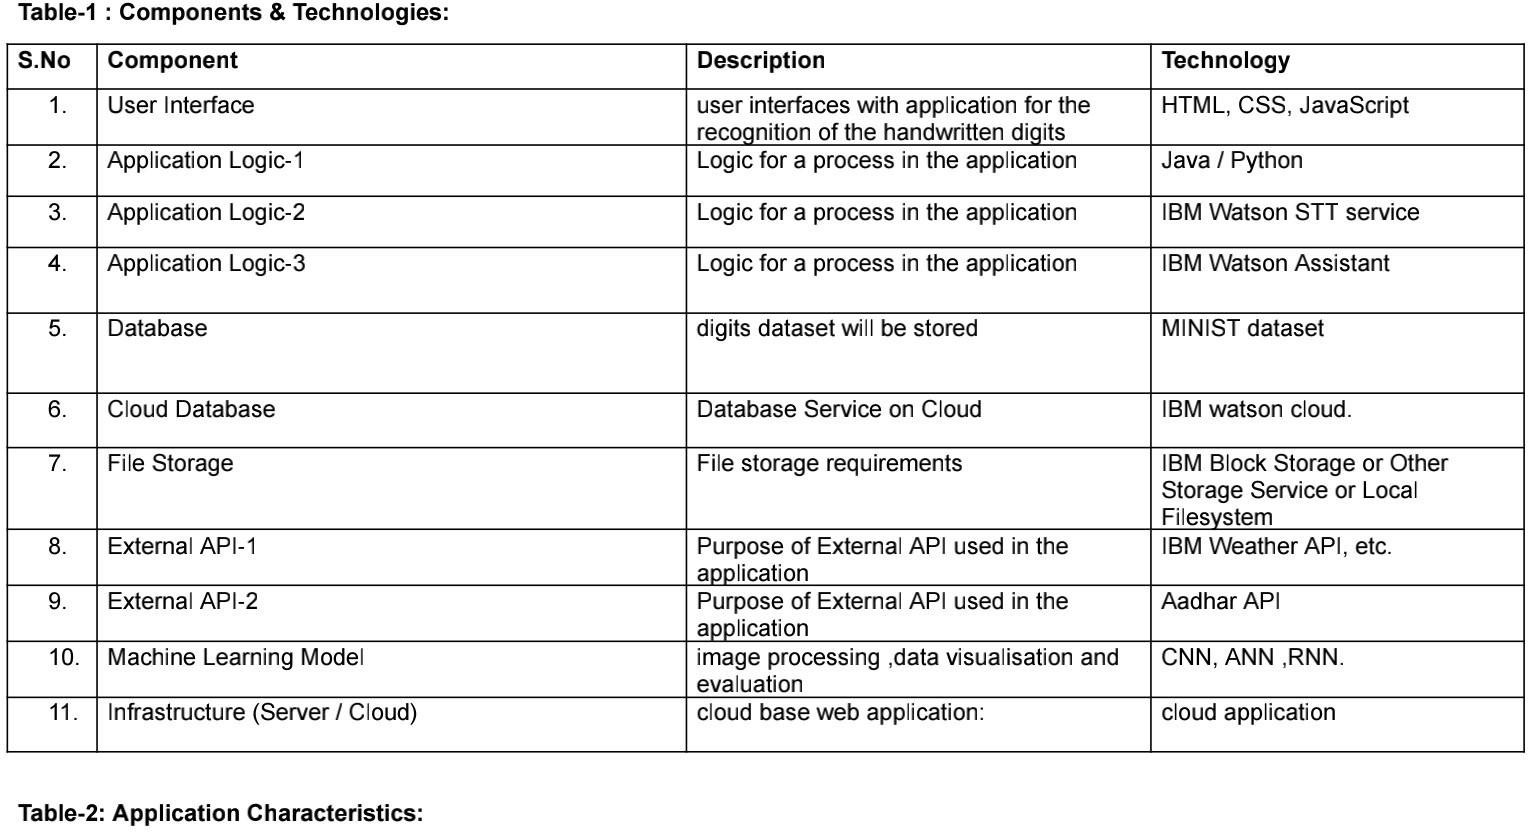 Table-1 : Components & Technologies:
S.No Component Description Technology
1. User Interface user interfaces with application for the HTML, CSS, JavaScript
recognition of the handwritten digits
2. Application Logic-1 Logic for a process in the application Java / Python
3. Application Logic-2 Logic for a process in the application IBM Watson STT service
4. Application Logic-3 Logic for a process in the application IBM Watson Assistant
5. Database digits dataset will be stored MINIST dataset
6. Cloud Database Database Service on Cloud IBM watson cloud.
7. File Storage File storage requirements IBM Block Storage or Other
Storage Service or Local
Filesystem
8. External API-1 Purpose of External API used in the IBM Weather API, etc.
application
9. External API-2 Purpose of External API used in the Aadhar API
application
10. Machine Learning Model image processing ,data visualisation and CNN, ANN ,RNN.
evaluation
11. Infrastructure (Server / Cloud) cloud base web application: cloud application
Table-2: Application Characteristics: